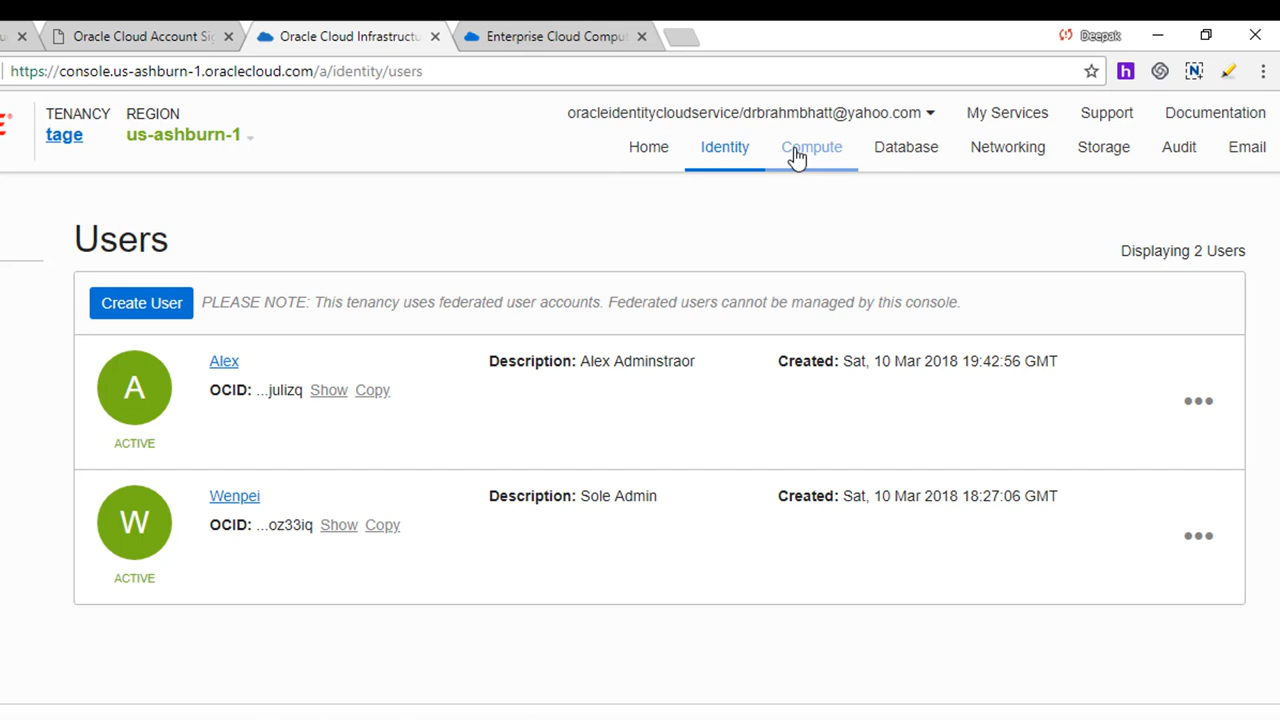 Oracle Cloud Account Sig
Oracle Cloud Infrastructu
Enterprise Cloud Compu
Deepak
https://console.us-ashburn-1.oraclecloud.com/a/identity/users
TENANCY
tage
REGION
us-ashburn-1
oracleidentitycloudservice/drbrahmbhatt@yahoo.com
My Services
Support
Documentation
Home
Identity
Compute
Database
Networking
Storage
Audit
Email
Users
Displaying 2 Users
Create User
PLEASE NOTE: This tenancy uses federated user accounts. Federated users cannot be managed by this console.
A
ACTIVE
Alex
OCID: ...julizq Show Copy
Description: Alex Adminstraor
Created: Sat, 10 Mar 2018 19:42:56 GMT
W
ACTIVE
Wenpei
OCID: ...oz33iq Show Copy
Description: Sole Admin
Created: Sat, 10 Mar 2018 18:27:06 GMT